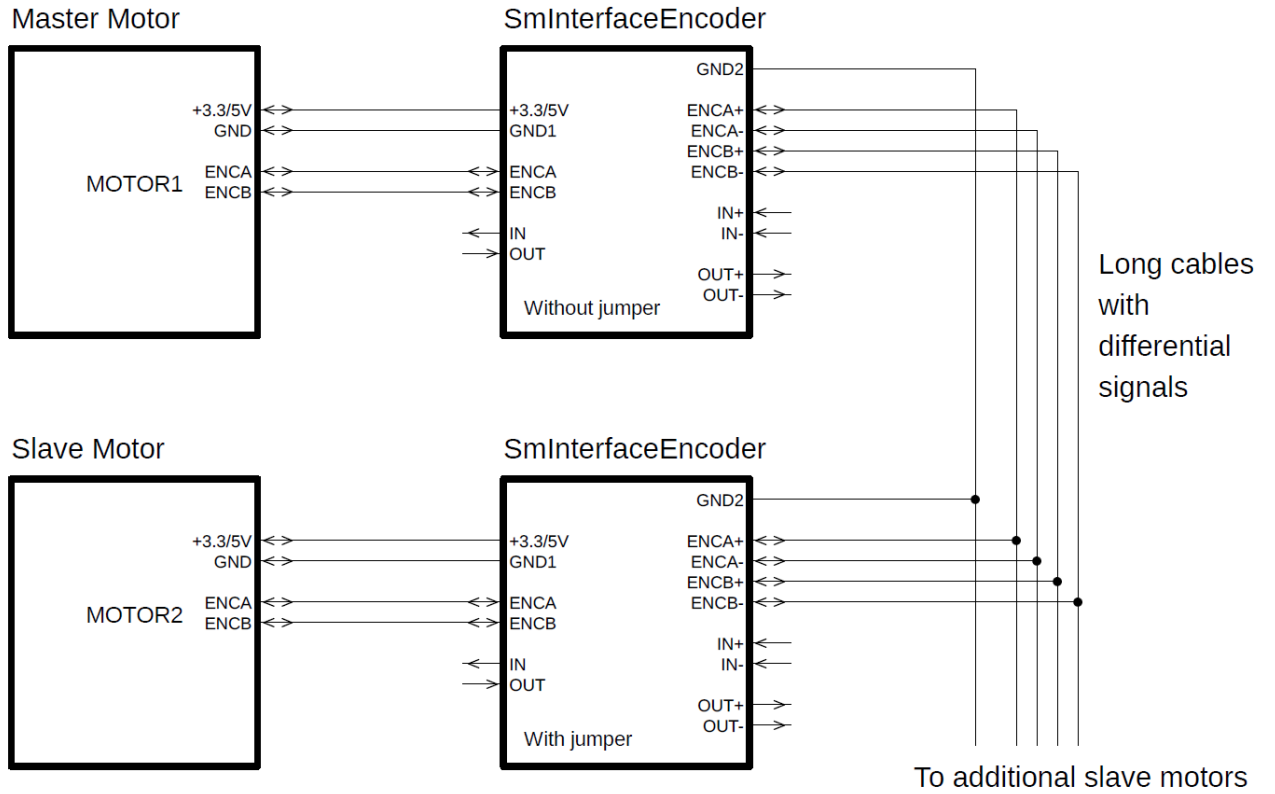 Master Motor
SmInterfaceEncoder
GND2
+3.3/5V
+3.3/5V
ENCA+
GND
GND1
ENCA-
ENCB+
MOTOR1
ENCA
ENCA
ENCB-
ENCB
ENCB
IN+
IN
IN-
OUT
OUT+
OUT-
Without jumper
Long cables
with
differential
signals
Slave Motor
SmInterfaceEncoder
GND2
+3.3/5V
+3.3/5V
ENCA+
GND
GND1
ENCA-
ENCB+
MOTOR2
ENCA
ENCA
ENCB-
ENCB
ENCB
IN+
IN
IN-
OUT
OUT+
OUT-
With jumper
To additional slave motors